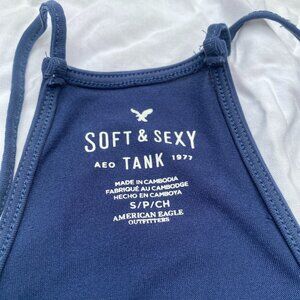 SOFT & SEXY
AEO TANK 1977
MADE IN CAMBODIA
FABRIQUÉ AU CAMBODGE
HECHO EN CAMBOYA
S/P/CH
AMERICAN EAGLE
OUTFITTERS